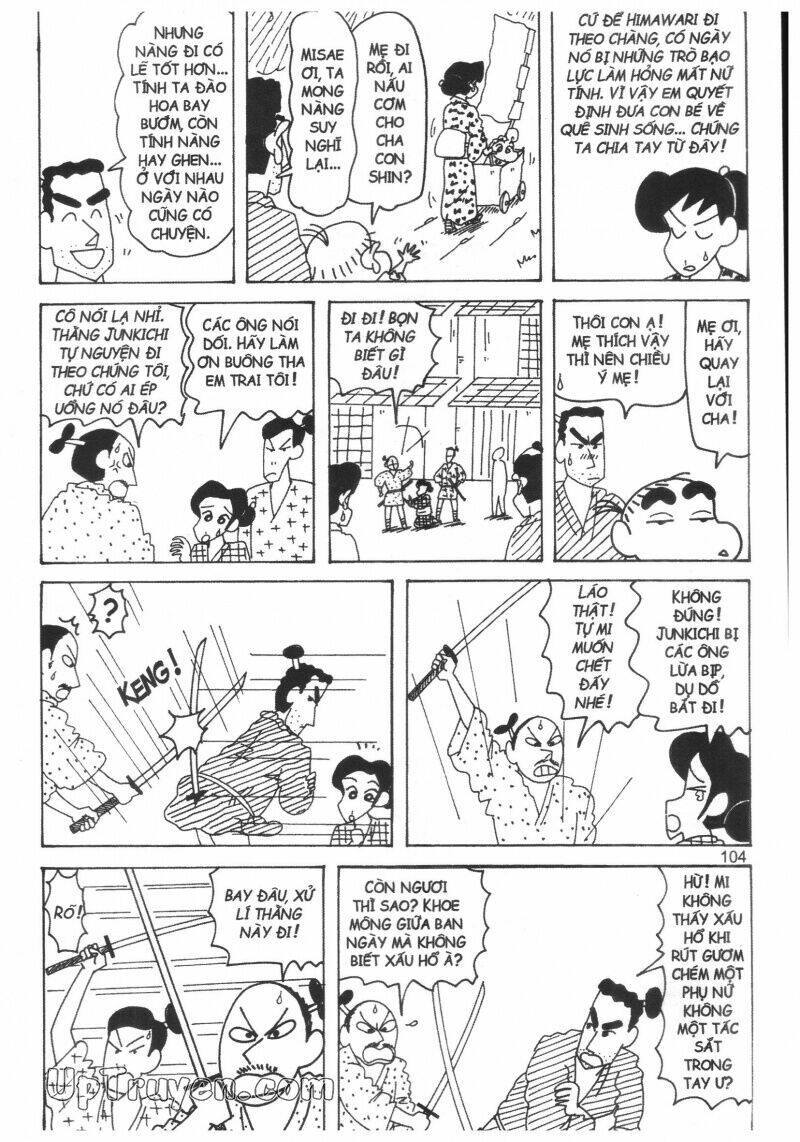 CỨ ĐỂ HIMAWARI ĐI
THEO CHÀNG, CÓ NGÀY
NÓ BỊ NHỮNG TRÒ BẠO
LỰC LÀM HỎNG MẤT NỮ
TÍNH. VÌ VẬY EM QUYẾT
ĐỊNH ĐƯA CON BÉ VỀ
QUÊ SINH SỐNG... CHÚNG
TA CHIA TAY TỪ ĐÂY!
MẸ ĐI
RỒI, AI
NẤU
CƠM
CHO
CHA
CON
SHIN?
MISAE
ƠI, TA
MONG
NÀNG
SUY
NGHĨ
LẠI...
NHƯNG
NÀNG ĐI CÓ
LẼ TỐT HƠN...
TÍNH TA ĐÀO
HOA BAY
BƯỚM, CÒN
TÍNH NÀNG
HAY GHEN...
Ở VỚI NHAU
NGÀY NÀO
CŨNG CÓ
CHUYỆN.
MẸ ƠI,
HÃY
QUAY
LẠI
VỚI
CHA!
THÔI CON Ạ!
MẸ THÍCH VẬY
THÌ NÊN CHIỀU
Ý MẸ!
ĐI ĐI! BỌN
TA KHÔNG
BIẾT GÌ
ĐÂU!
CÁC ÔNG NÓI
DỐI. HÃY LÀM
ƠN BUÔNG THA
EM TRAI TÔI!
CÔ NÓI LẠ NHỈ.
THẰNG JUNKICHI
TỰ NGUYỆN ĐI
THEO CHÚNG TÔI,
CHỨ CÓ AI ÉP
UỔNG NÓ ĐÂU?
KHÔNG
ĐÚNG!
JUNKICHI BỊ
CÁC ÔNG
LỪA BỊP,
DỤ DỖ
BẮT ĐI!
LÁO
THẬT!
TỰ MI
MUỐN
CHẾT
ĐẤY
NHÉ!
KENG!
?
104
HỪ! MI
KHÔNG
THẤY XẤU
HỔ KHI
RÚT GƯƠM
CHÉM MỘT
PHỤ NỮ
KHÔNG
MỘT TẤC
SẮT
TRONG
TAY Ư?
CÒN NGƯƠI
THÌ SAO? KHOE
MÔNG GIỮA BAN
NGÀY MÀ KHÔNG
BIẾT XẤU HỔ À?
BAY ĐÂU, XỬ
LÍ THẰNG
NÀY ĐI!
RÕ!
UpTruyen.com